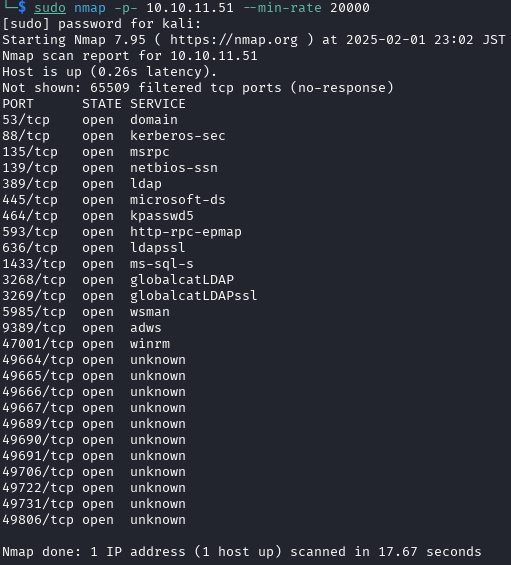 └─$ sudo nmap -p- 10.10.11.51 --min-rate 20000
[sudo] password for kali:
Starting Nmap 7.95 ( https://nmap.org ) at 2025-02-01 23:02 JST
Nmap scan report for 10.10.11.51
Host is up (0.26s latency).
Not shown: 65509 filtered tcp ports (no-response)
PORT      STATE SERVICE
53/tcp    open  domain
88/tcp    open  kerberos-sec
135/tcp   open  msrpc
139/tcp   open  netbios-ssn
389/tcp   open  ldap
445/tcp   open  microsoft-ds
464/tcp   open  kpasswd5
593/tcp   open  http-rpc-epmap
636/tcp   open  ldapssl
1433/tcp  open  ms-sql-s
3268/tcp  open  globalcatLDAP
3269/tcp  open  globalcatLDAPssl
5985/tcp  open  wsman
9389/tcp  open  adws
47001/tcp open  winrm
49664/tcp open  unknown
49665/tcp open  unknown
49666/tcp open  unknown
49667/tcp open  unknown
49689/tcp open  unknown
49690/tcp open  unknown
49691/tcp open  unknown
49706/tcp open  unknown
49722/tcp open  unknown
49731/tcp open  unknown
49806/tcp open  unknown
Nmap done: 1 IP address (1 host up) scanned in 17.67 seconds